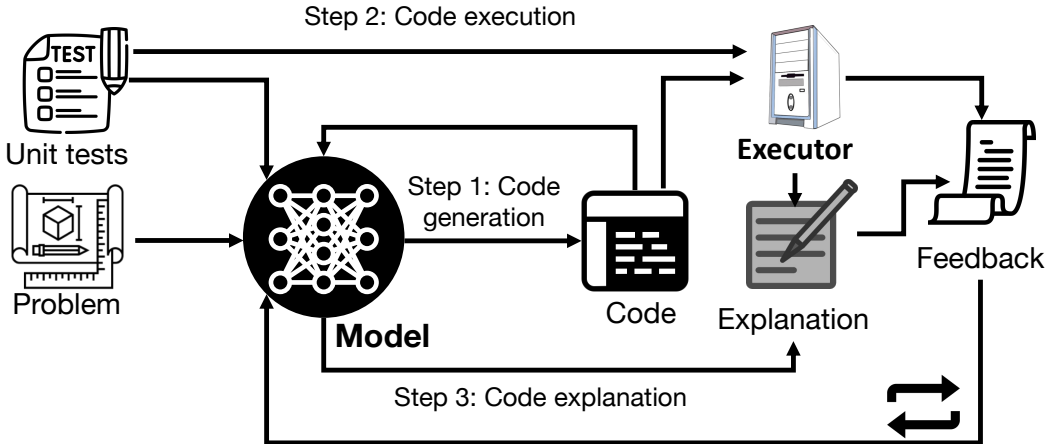 Step 2: Code execution
TEST
Unit tests
Executor
Step 1: Code
generation
Problem
Model
Code
Explanation
Feedback
Step 3: Code explanation